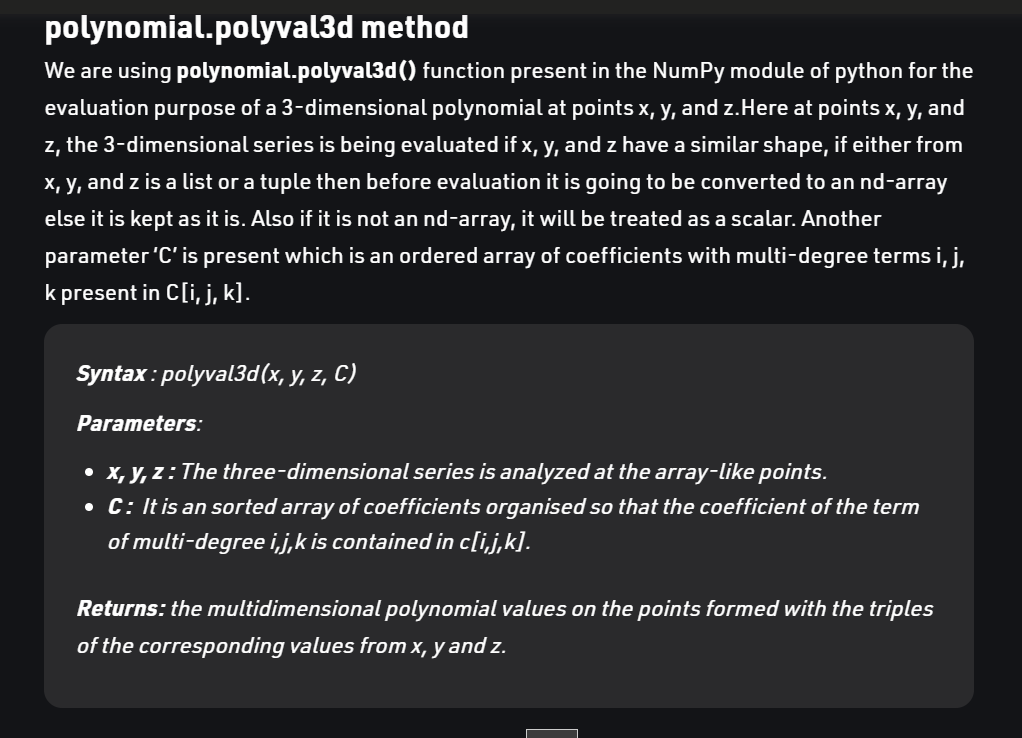 polynomial.polyval3d method
We are using polynomial.polyval3d() function present in the NumPy module of python for the
evaluation purpose of a 3-dimensional polynomial at points x, y, and z.Here at points x, y, and
z, the 3-dimensional series is being evaluated if x, y, and z have a similar shape, if either from
x, y, and z is a list or a tuple then before evaluation it is going to be converted to an nd-array
else it is kept as it is. Also if it is not an nd-array, it will be treated as a scalar. Another
parameter 'C' is present which is an ordered array of coefficients with multi-degree terms i, j,
k present in C[i, j, k].
Syntax : polyval3d(x, y, z, C)
Parameters:
• x, y, z : The three-dimensional series is analyzed at the array-like points.
• C : It is an sorted array of coefficients organised so that the coefficient of the term
of multi-degree i,j,k is contained in c[i,j,k].
Returns: the multidimensional polynomial values on the points formed with the triples
of the corresponding values from x, y and z.